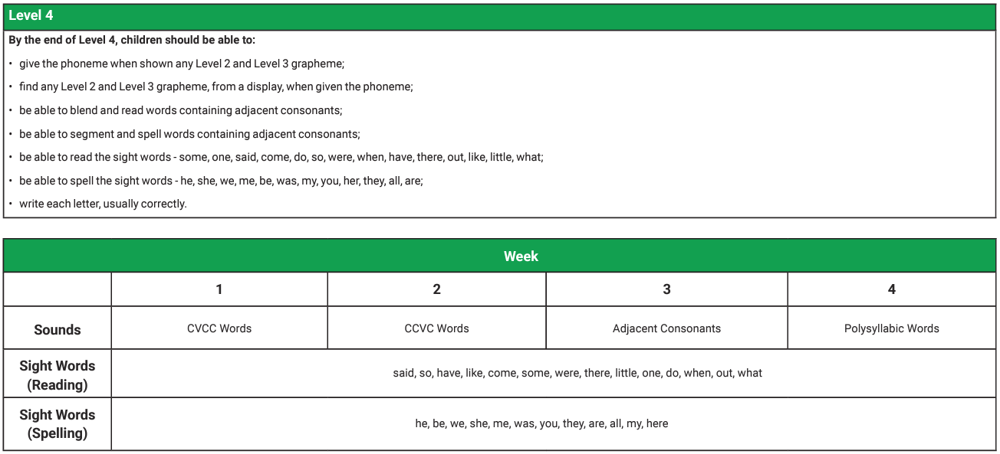 Level 4
By the end of Level 4, children should be able to:
• give the phoneme when shown any Level 2 and Level 3 grapheme;
• find any Level 2 and Level 3 grapheme, from a display, when given the phoneme;
• be able to blend and read words containing adjacent consonants;
• be able to segment and spell words containing adjacent consonants;
• be able to read the sight words - some, one, said, come, do, so, were, when, have, there, out, like, little, what;
• be able to spell the sight words - he, she, we, me, be, was, my, you, her, they, all, are;
• write each letter, usually correctly.
Week
1 2 3 4
Sounds CVCC Words CCVC Words Adjacent Consonants Polysyllabic Words
Sight Words
(Reading)
said, so, have, like, come, some, were, there, little, one, do, when, out, what
Sight Words
(Spelling)
he, be, we, she, me, was, you, they, are, all, my, here